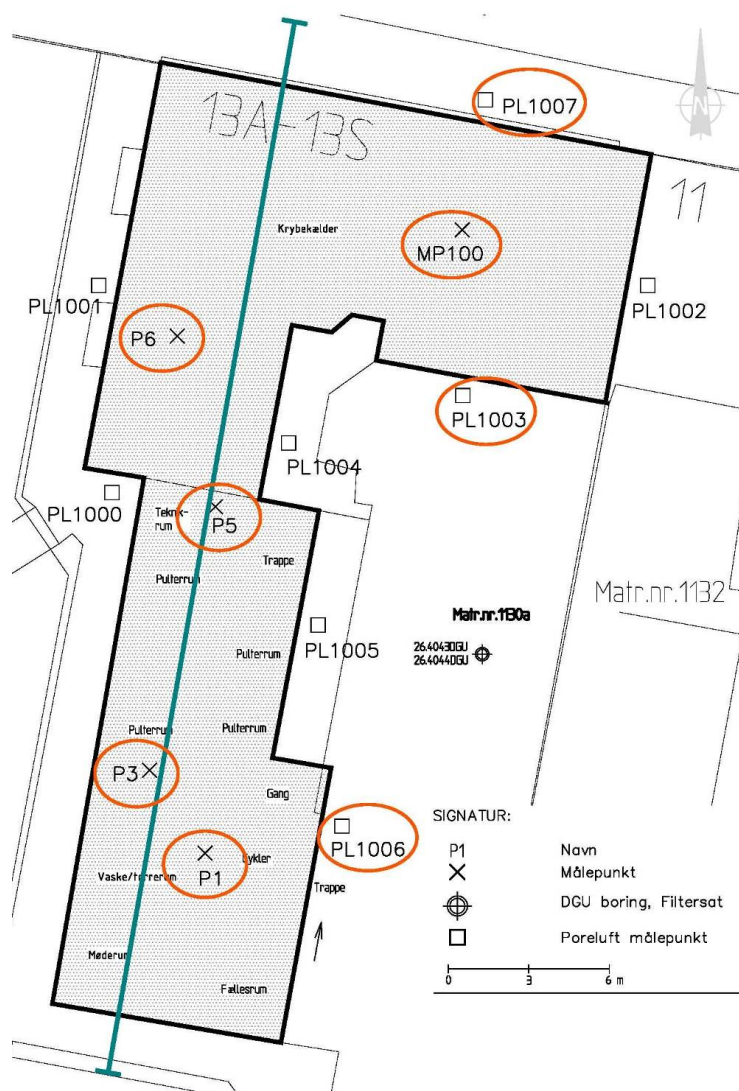 PL1007
13A-13S
N
11
Krybekælder
MP100
PL1001
PL1002
P6
PL1003
PL1004
PL1000
Teknik-
rum
P5
Trappe
Pulterrum
Matr.nr.1132
Matr.nr.1130a
26.4043DGU
26.4044DGU
PL1005
Pulterrum
Pulterrum
Pulterrum
P3
Gang
SIGNATUR:
PL1006
P1 Navn
Cykler
Målepunkt
Vaske/tørrerum
P1
Trappe
DGU boring, Filtersat
Poreluft målepunkt
Møderum
0 3 6 m
Fællesrum